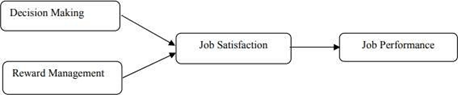 Decision Making
Job Satisfaction
Job Performance
Reward Management